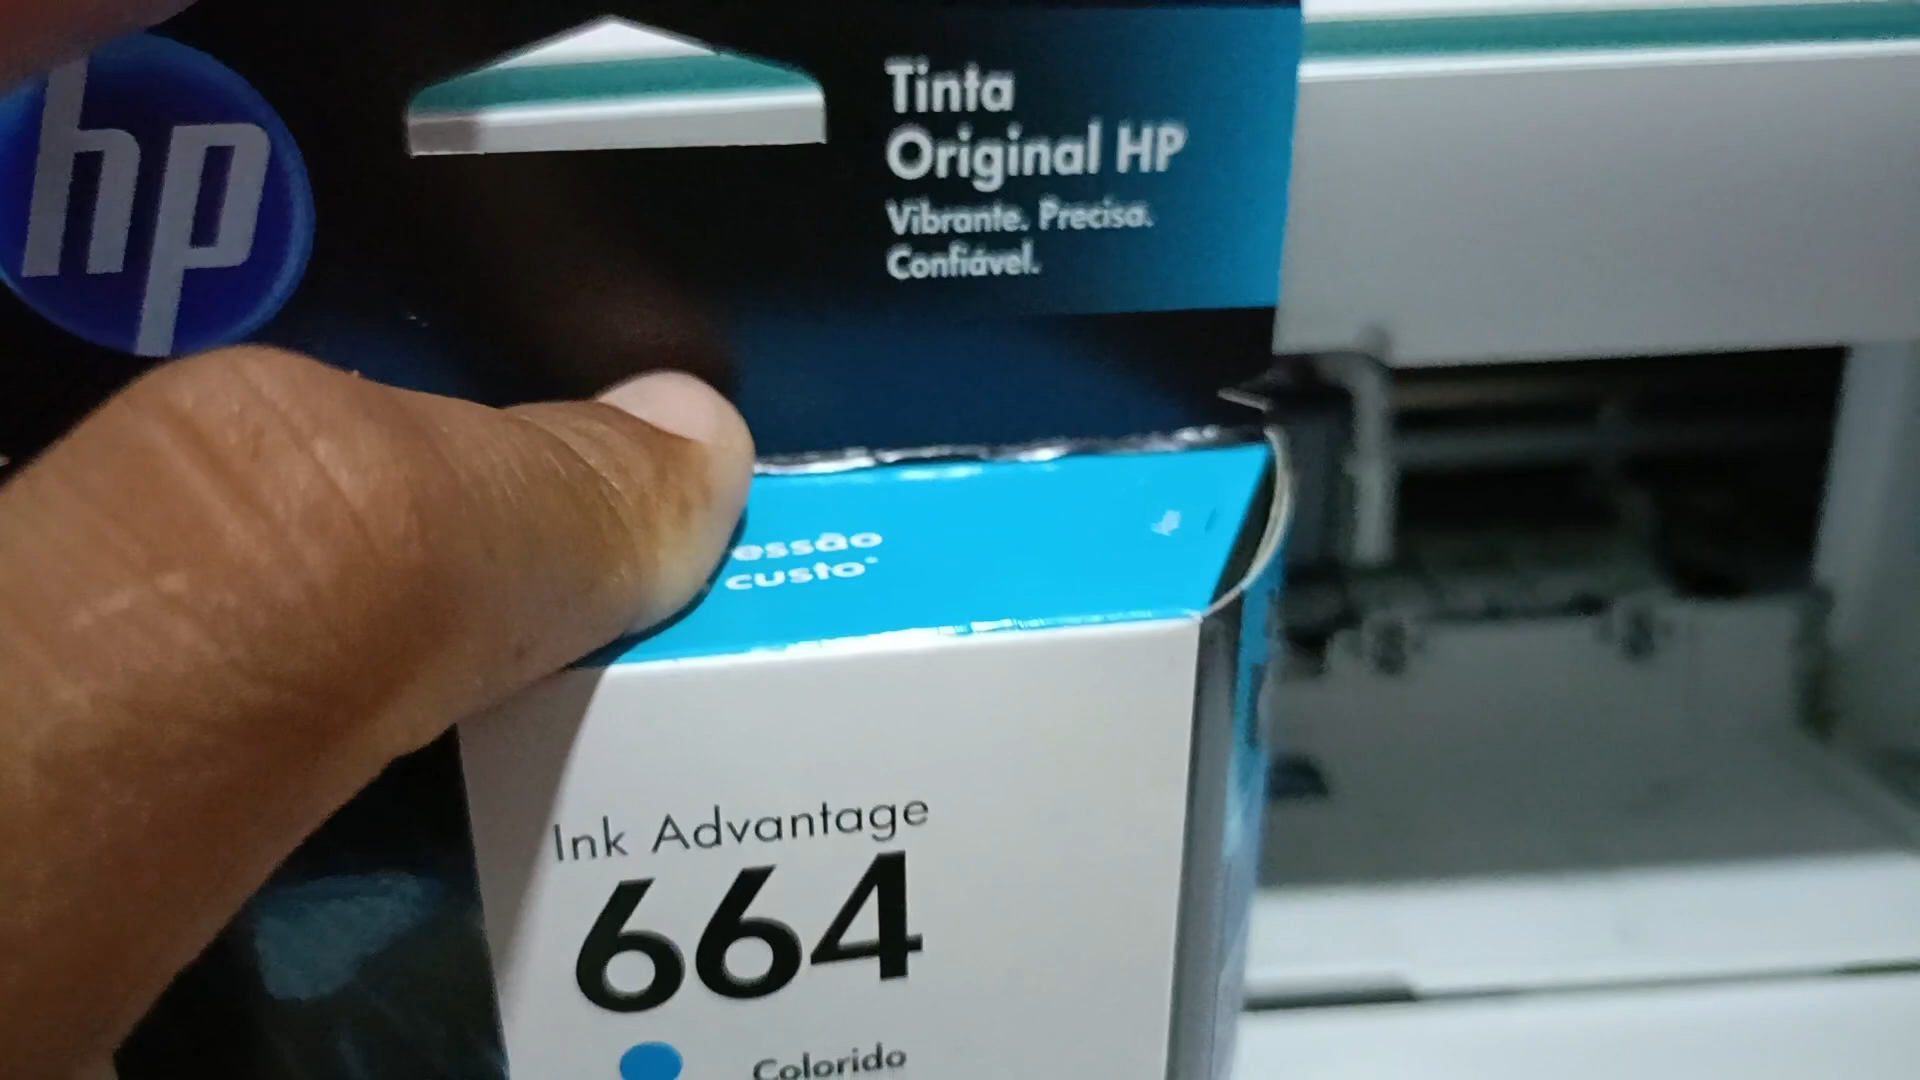 hp
Tinta
Original HP
Vibrante. Precisa.
Confiável.
essão
custo*
Ink Advantage
664
Colorido